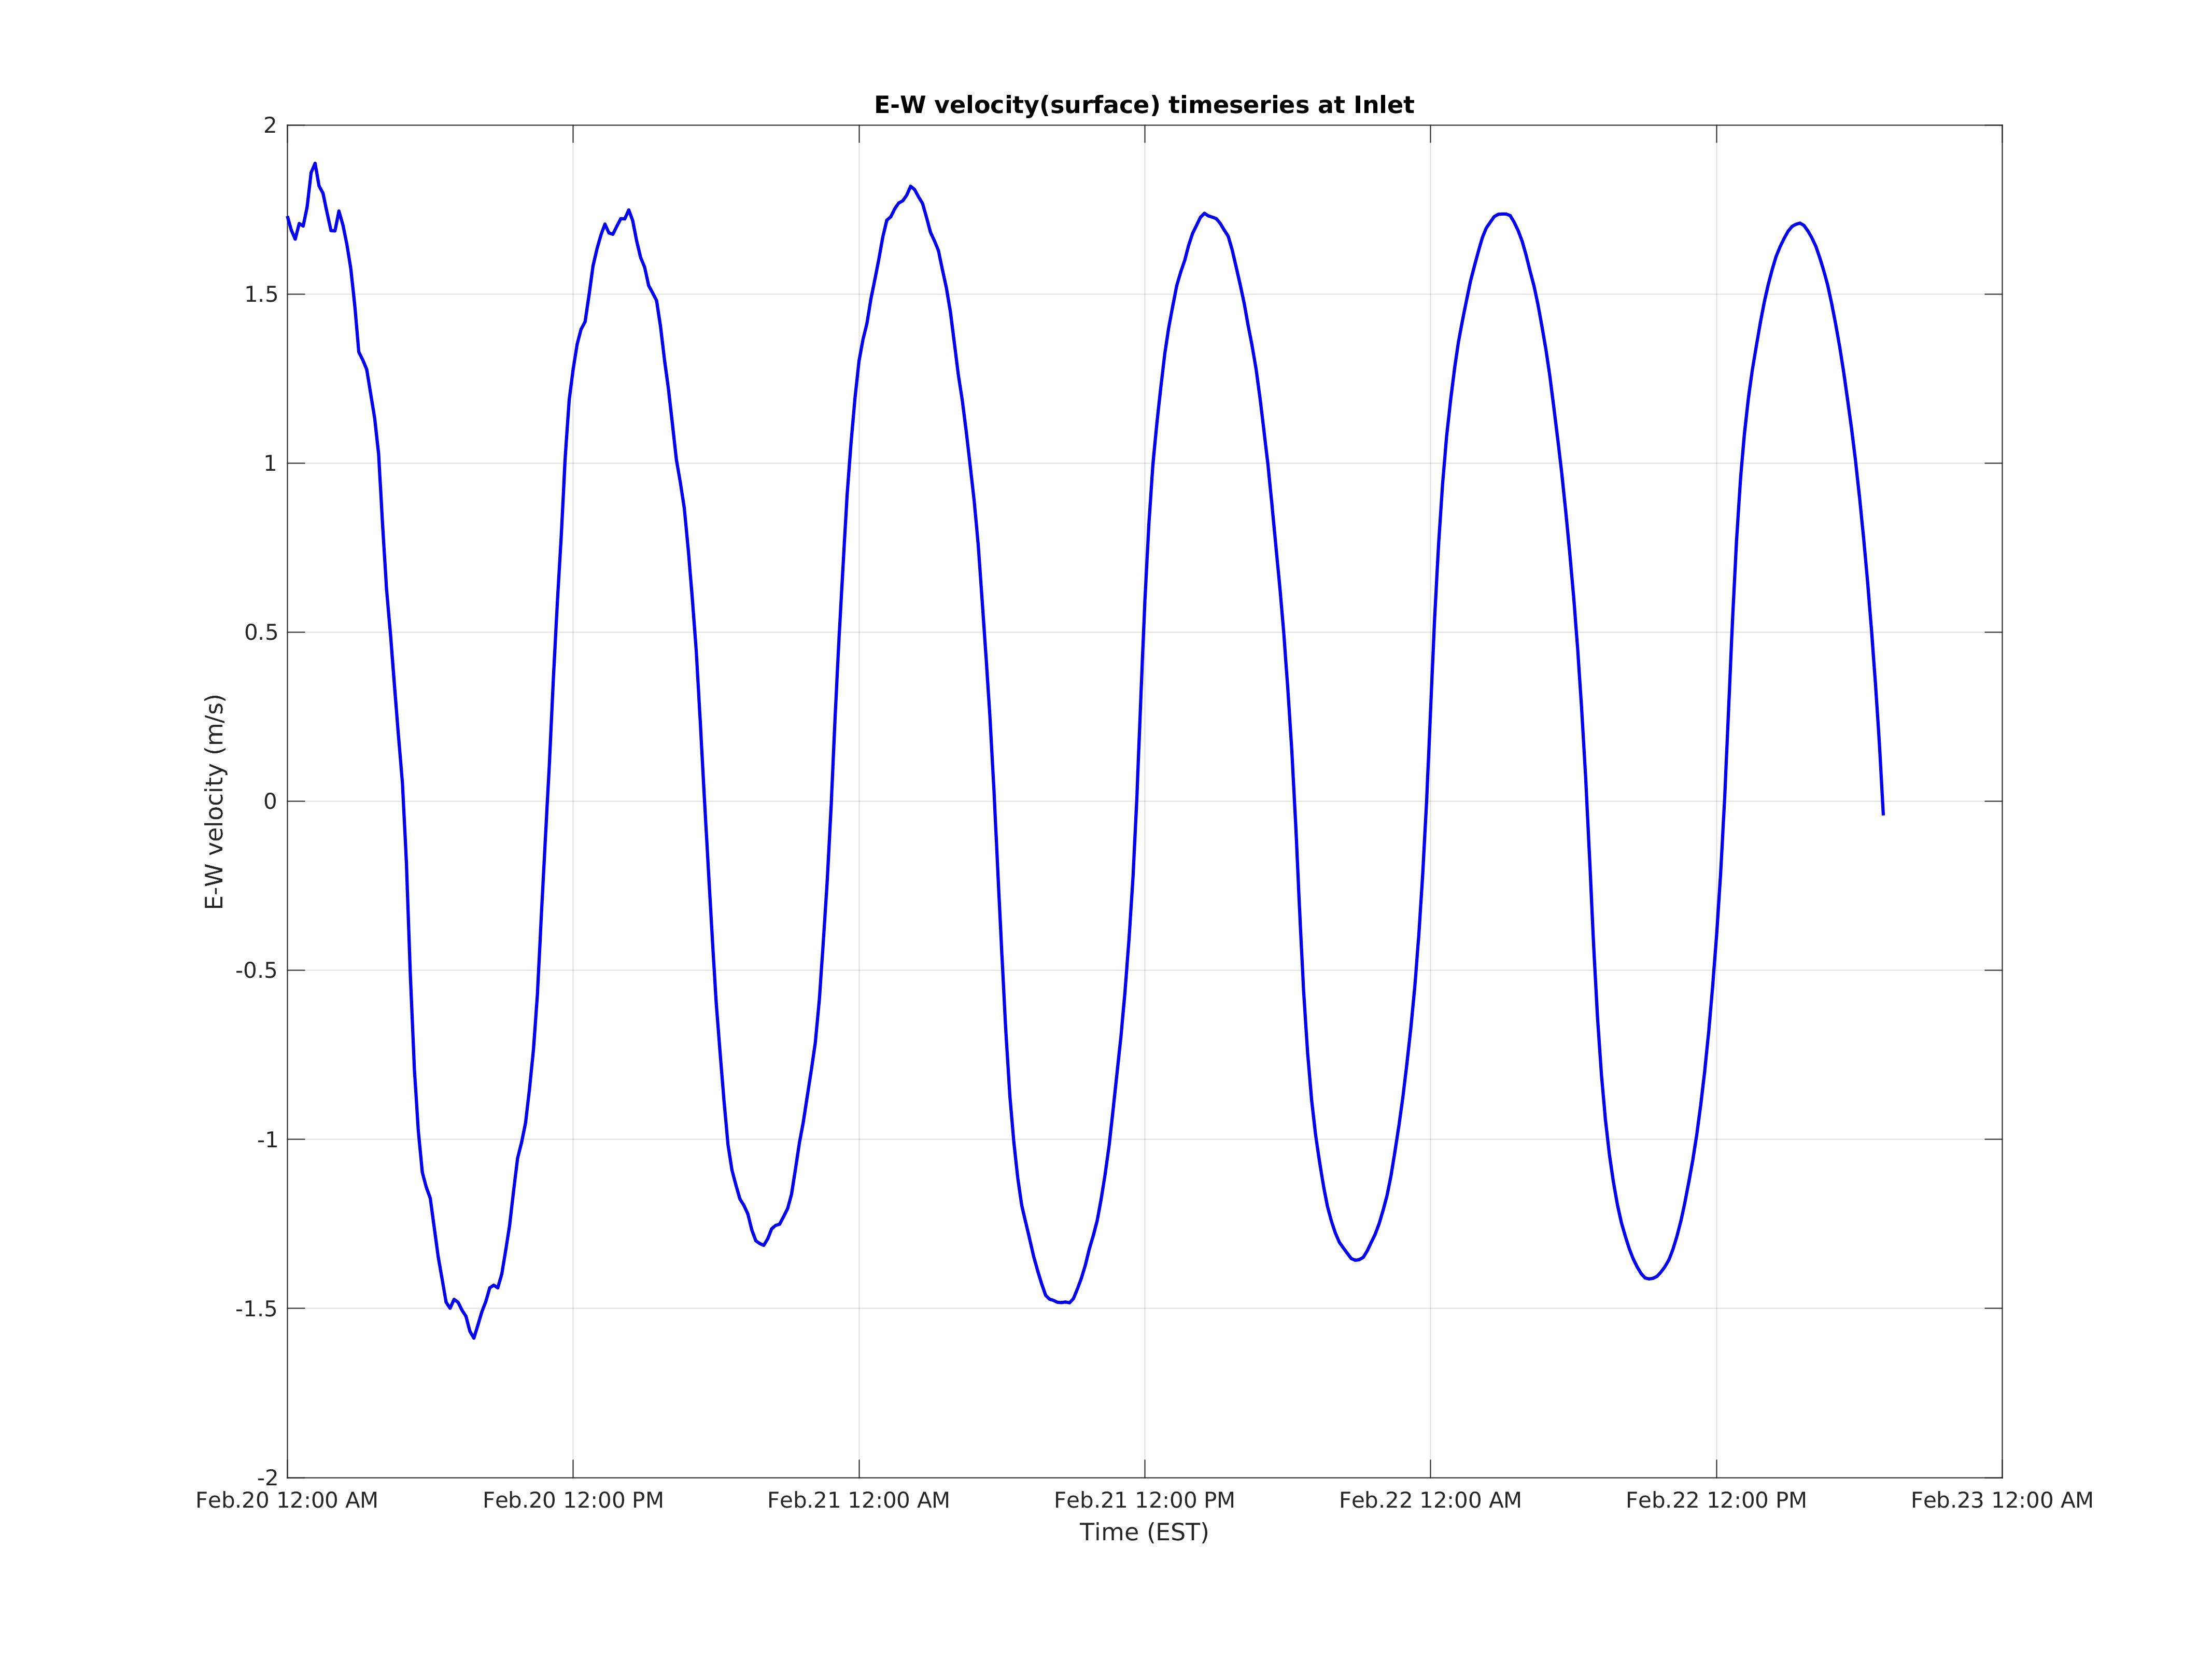 E-W velocity(surface) timeseries at Inlet
2
1.5
1
0.5
0
-0.5
-1
-1.5
-2
E-W velocity (m/s)
Feb.20 12:00 AM Feb.20 12:00 PM Feb.21 12:00 AM Feb.21 12:00 PM Feb.22 12:00 AM Feb.22 12:00 PM Feb.23 12:00 AM
Time (EST)